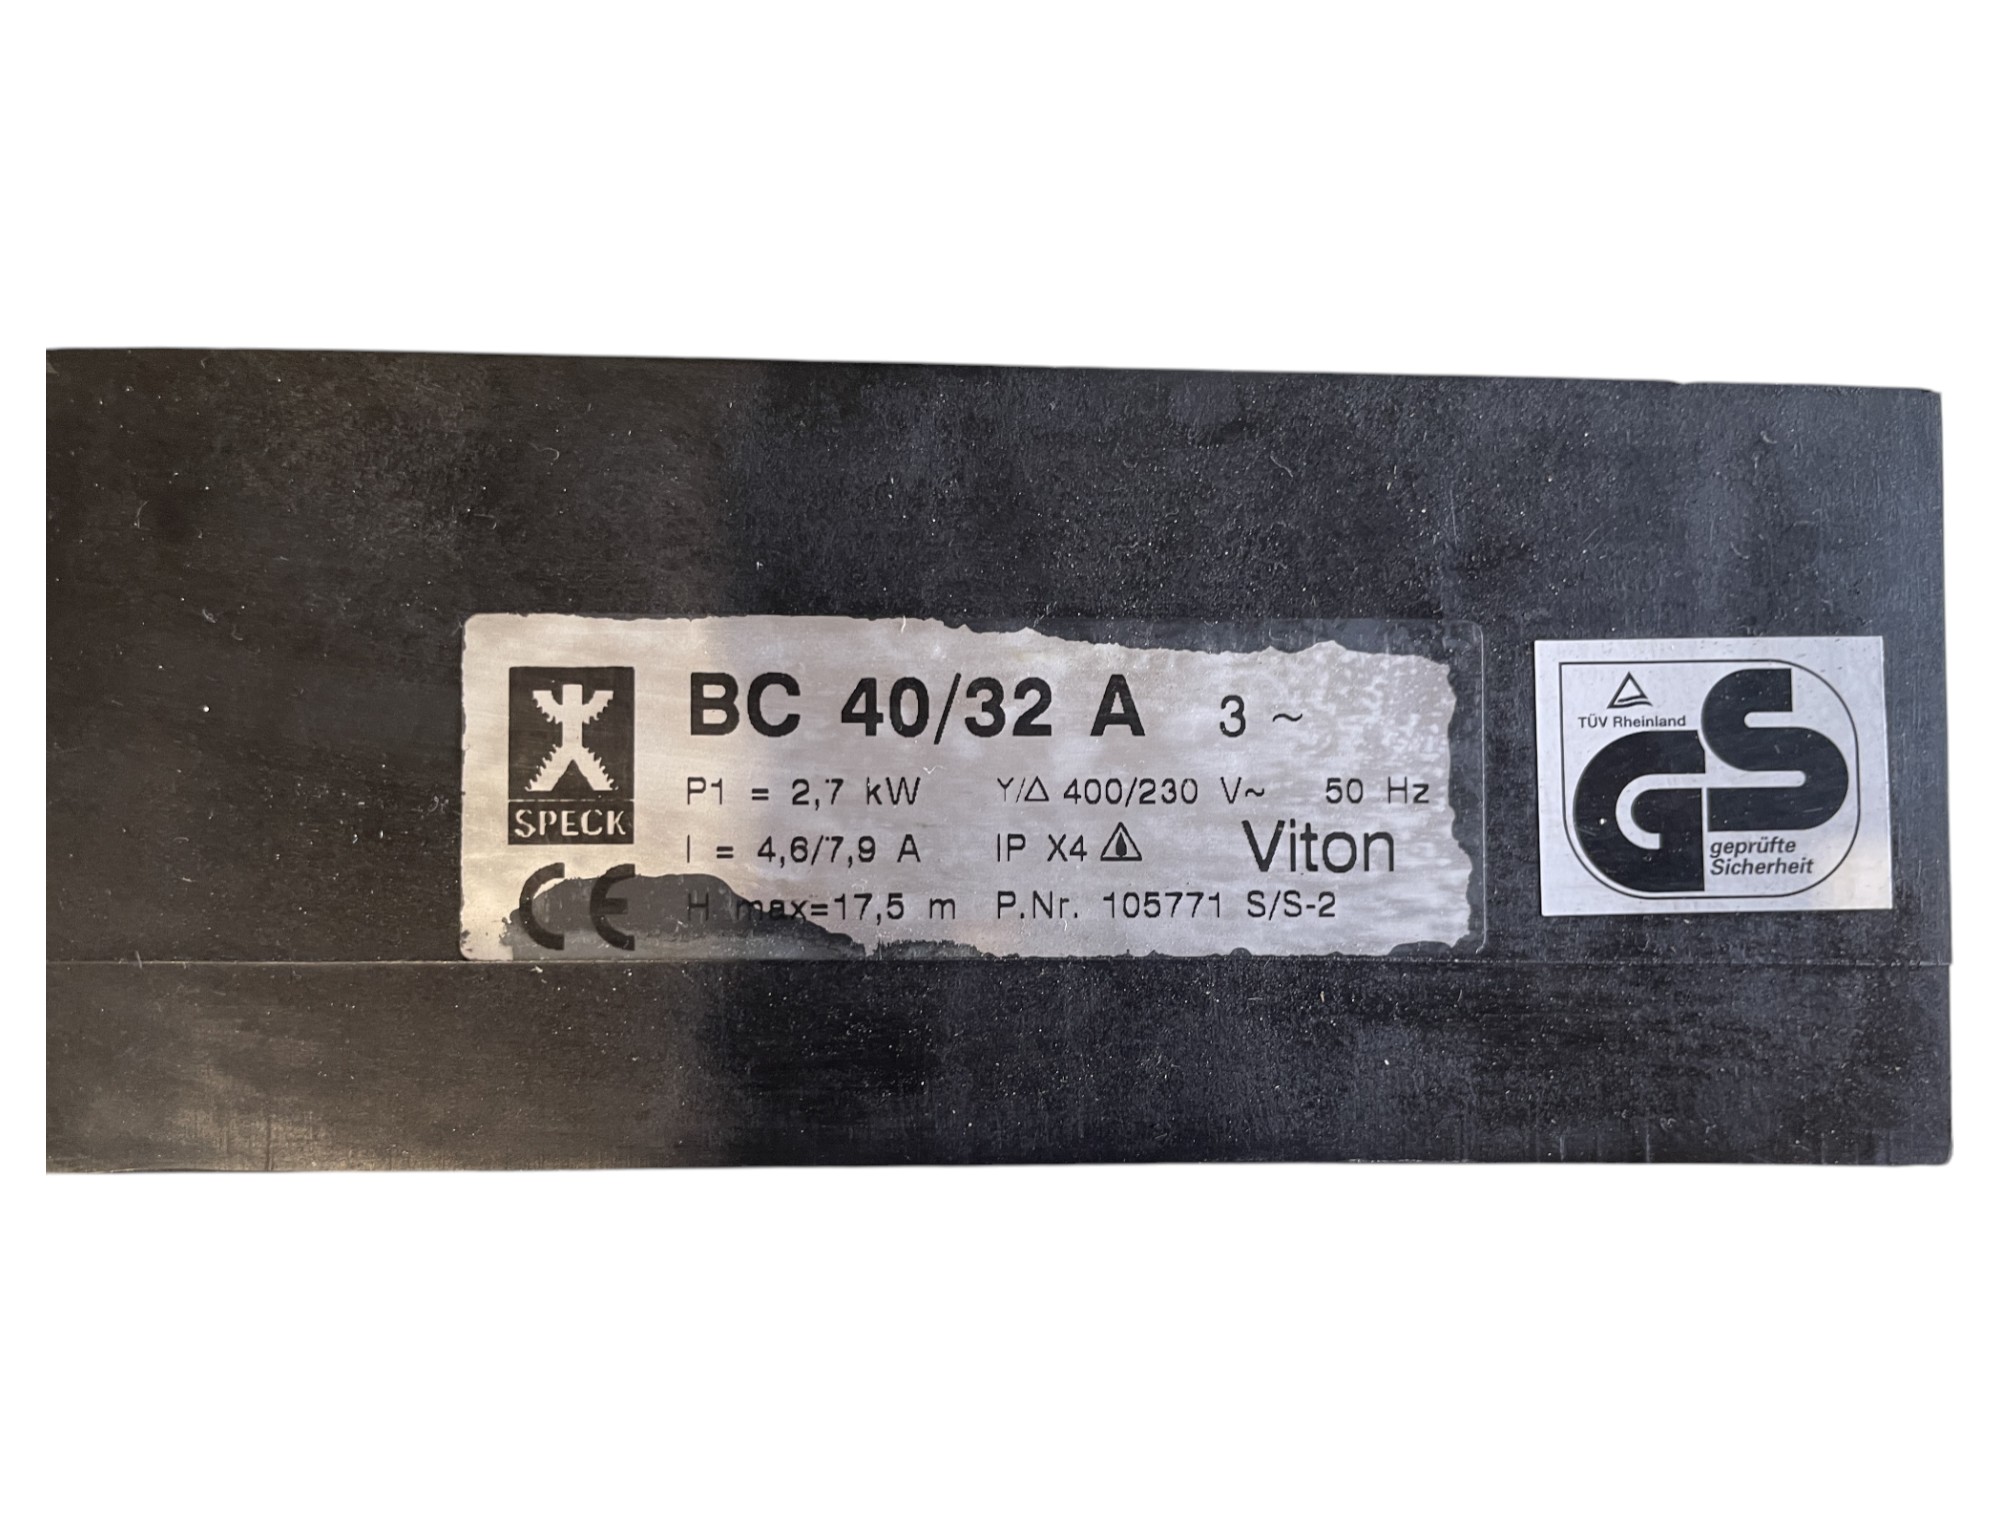 BC 40/32 A 3 ~
P1 = 2,7 kW Y/Δ 400/230 V~ 50 Hz
SPECK
I = 4,6/7,9 A IP X4 Viton
CE
H max=17,5 m P.Nr. 105771 S/S-2
TÜV Rheinland
GS
geprüfte
Sicherheit